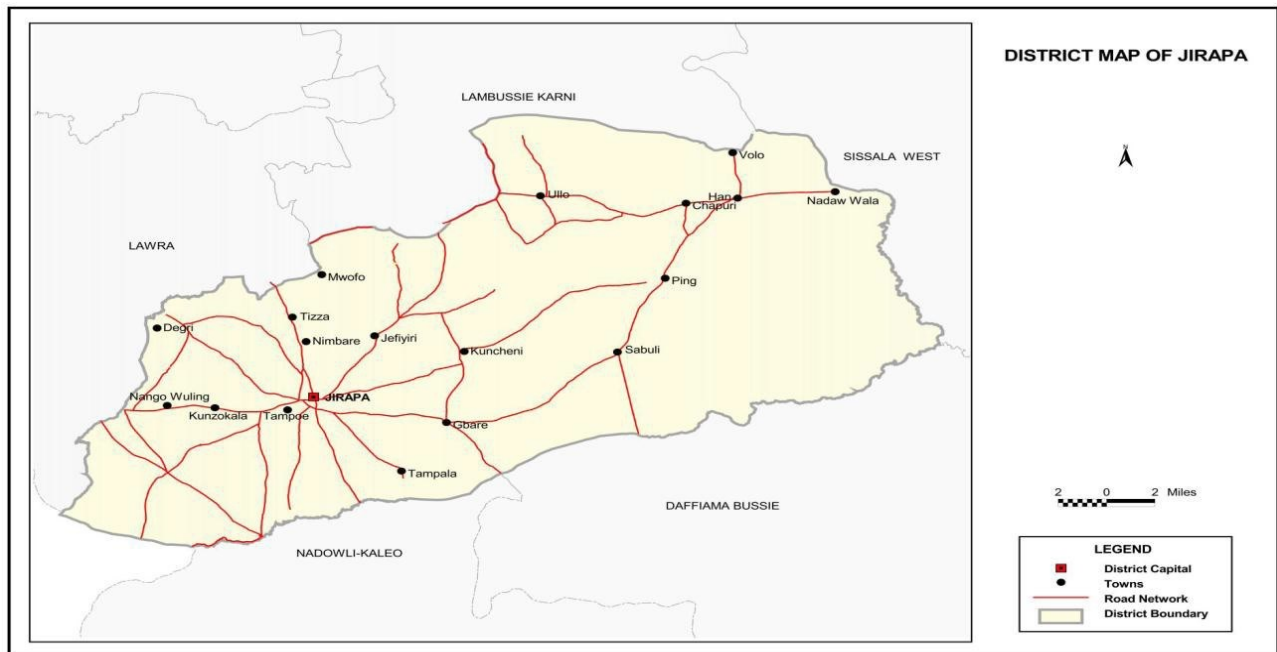 DISTRICT MAP OF JIRAPA
N
LAMBUSSIE KARNI
SISSALA WEST
LAWRA
Volo
Ullo
Han
Chapuri
Nadaw Wala
Mwofo
Ping
Tizza
Degri
Nimbare
Jefiyiri
Kuncheni
Sabuli
Nango Wuling
JIRAPA
Kunzokala
Tampoe
Gbare
Tampala
DAFFIAMA BUSSIE
NADOWLI-KALEO
2 0 2 Miles
LEGEND
District Capital
Towns
Road Network
District Boundary